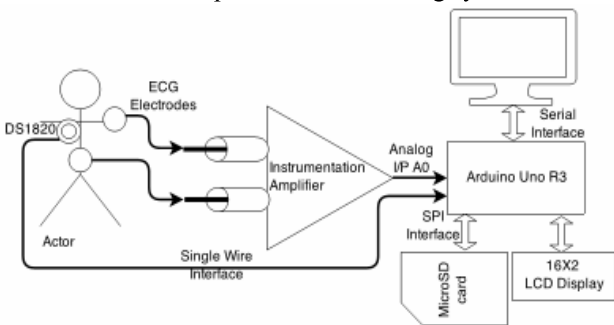 ECG
Electrodes
DS1820
Serial
Interface
Analog
I/P A0
Instrumentation
Amplifier
Arduino Uno R3
SPI
Interface
Actor
Single Wire
Interface
MicroSD
card
16X2
LCD Display